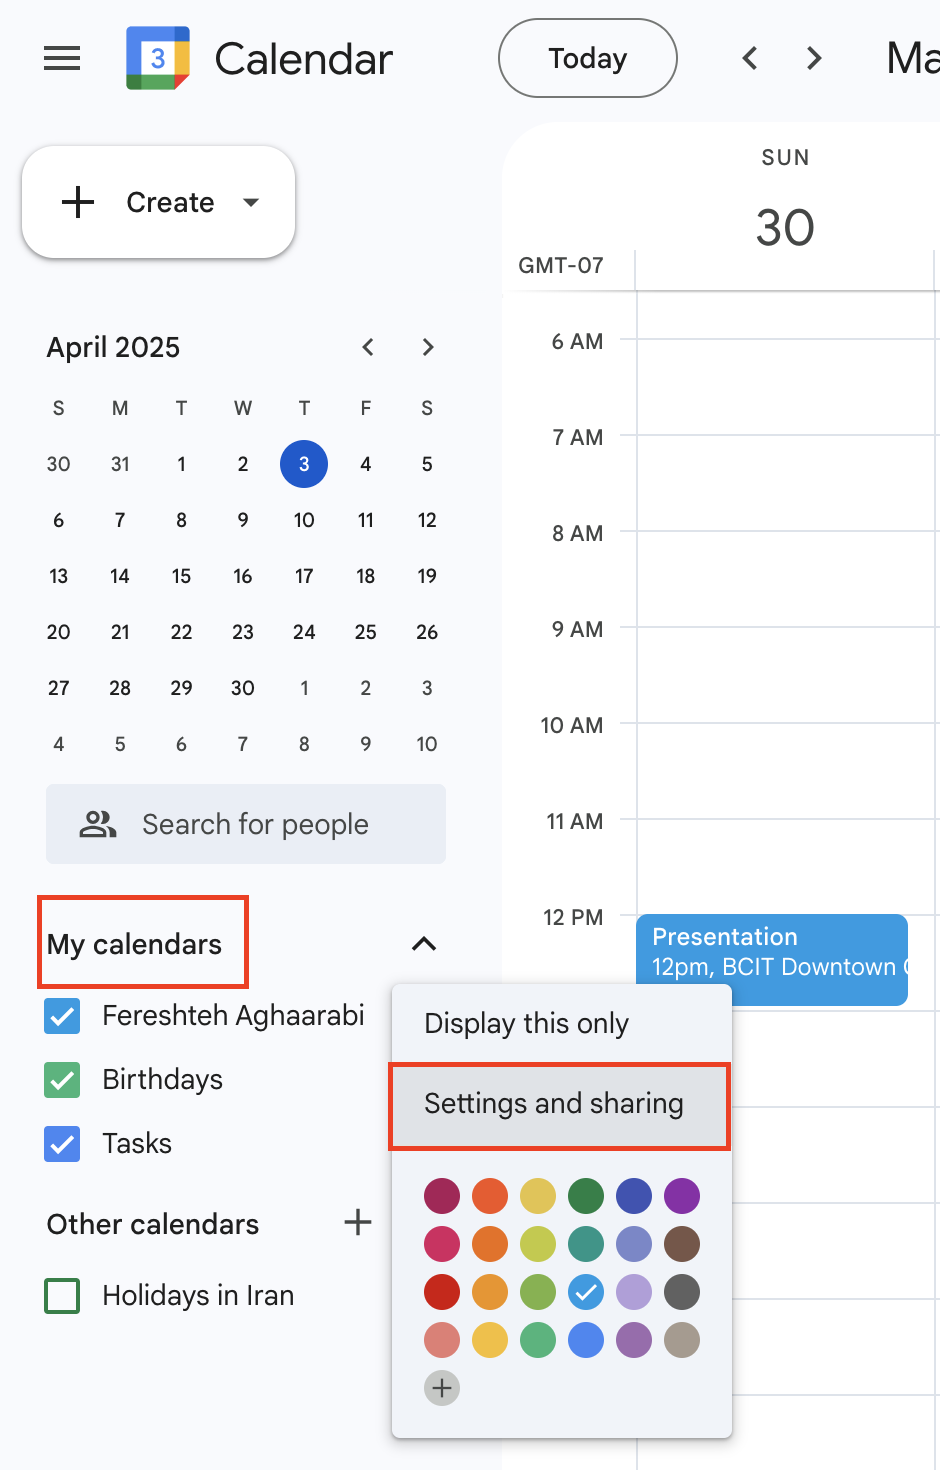 3 Calendar Today
Create
April 2025
S M T W T F S
30 31 1 2 3 4 5
6 7 8 9 10 11 12
13 14 15 16 17 18 19
20 21 22 23 24 25 26
27 28 29 30 1 2 3
4 5 6 7 8 9 10
Search for people
My calendars
Fereshteh Aghaarabi
Birthdays
Tasks
Other calendars
Holidays in Iran
Display this only
Settings and sharing
SUN
30
GMT-07
6 AM
7 AM
8 AM
9 AM
10 AM
11 AM
12 PM
Presentation
12pm, BCIT Downtown